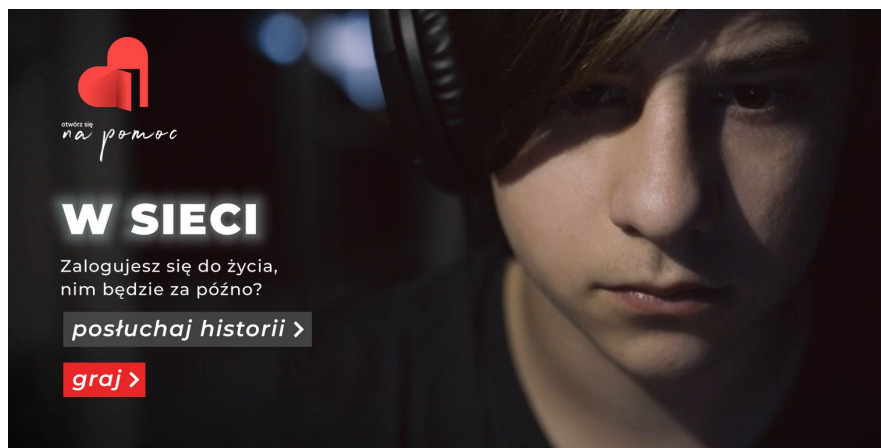 otwórz się
na pomoc
W SIECI
Zalogujesz się do życia,
nim będzie za późno?
posłuchaj historii >
graj >